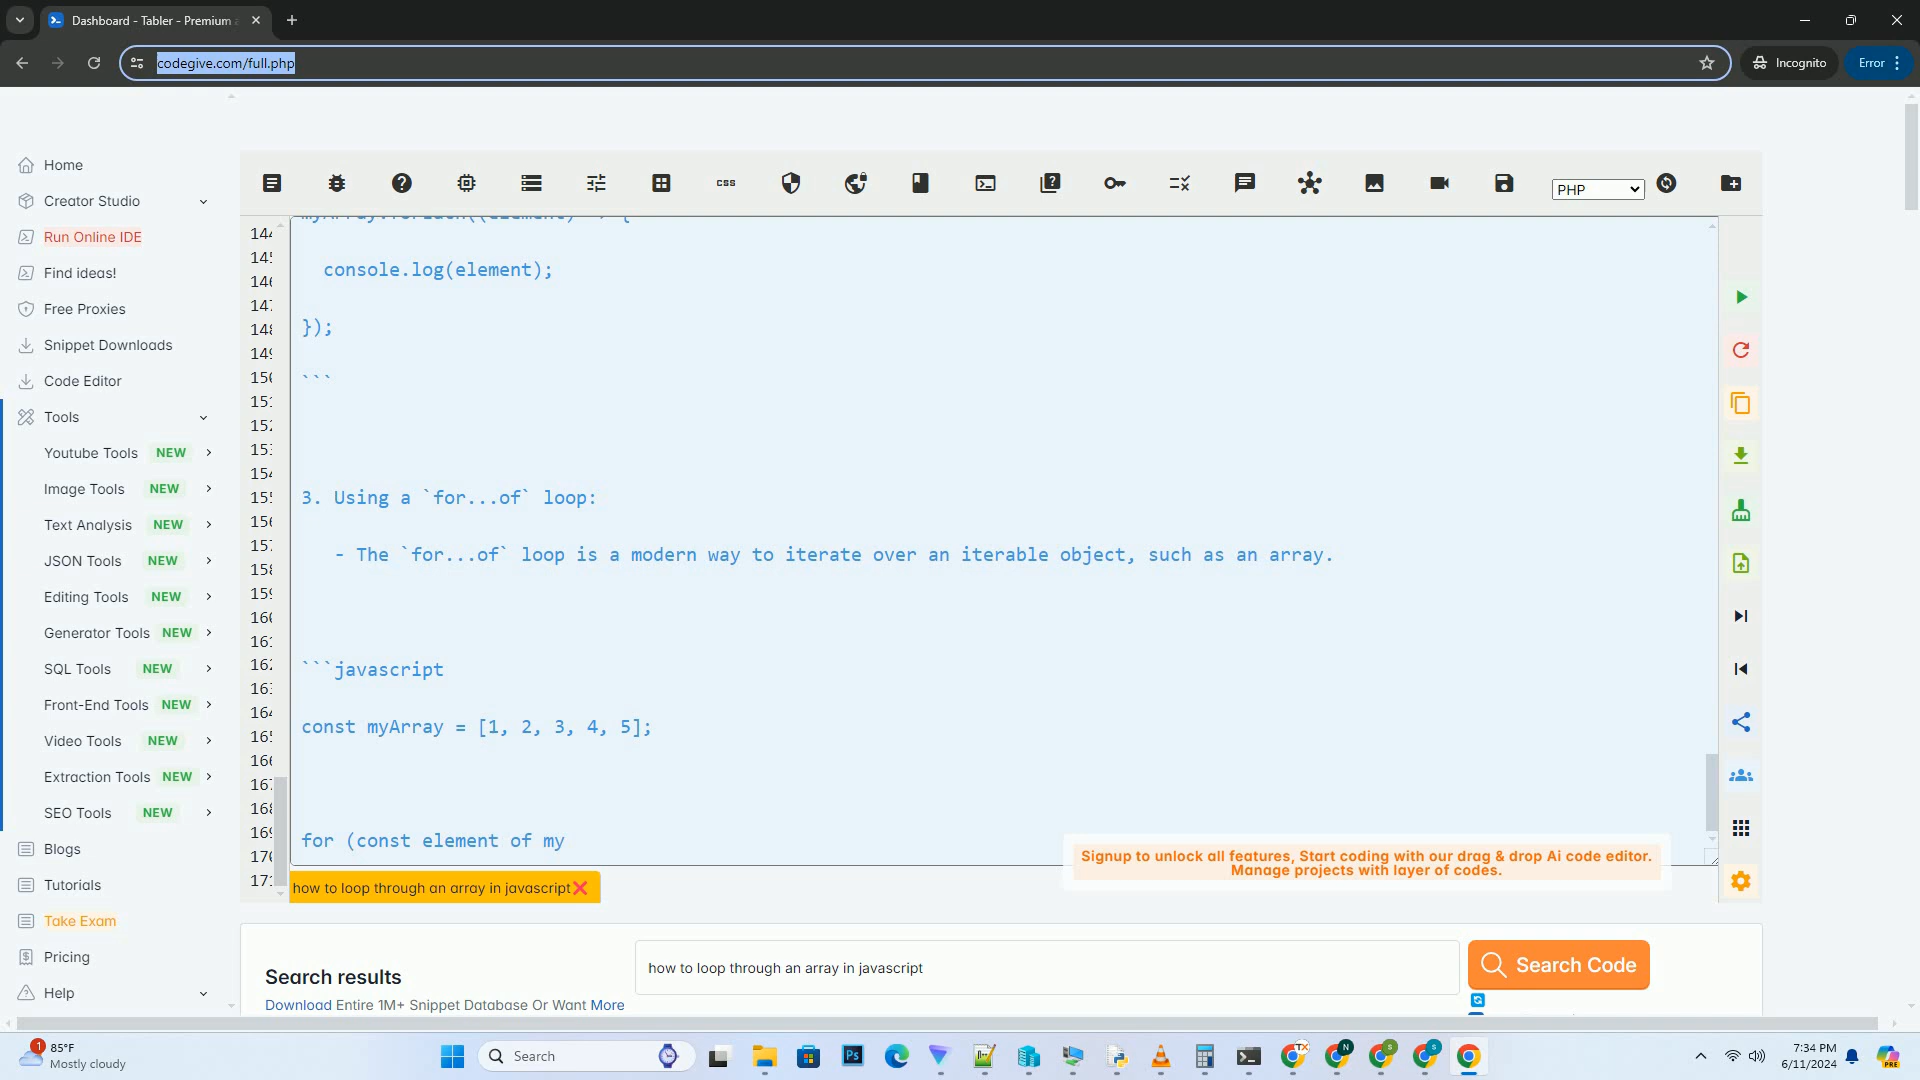 Dashboard - Tabler - Premium
codegive.com/full.php
Incognito
Error
Home
Creator Studio
Run Online IDE
Find ideas!
Free Proxies
Snippet Downloads
Code Editor
Tools
Youtube Tools NEW
Image Tools NEW
Text Analysis NEW
JSON Tools NEW
Editing Tools NEW
Generator Tools NEW
SQL Tools NEW
Front-End Tools NEW
Video Tools NEW
Extraction Tools NEW
SEO Tools NEW
Blogs
Tutorials
Take Exam
Pricing
Help
css
PHP
console.log(element);
});
```
3. Using a `for...of` loop:
- The `for...of` loop is a modern way to iterate over an iterable object, such as an array.
```javascript
const myArray = [1, 2, 3, 4, 5];
for (const element of my
Signup to unlock all features, Start coding with our drag & drop Ai code editor.
Manage projects with layer of codes.
how to loop through an array in javascript
Search results
Download Entire 1M+ Snippet Database Or Want More
how to loop through an array in javascript
Search Code
1
85°F
Mostly cloudy
Search
7:34 PM
6/11/2024